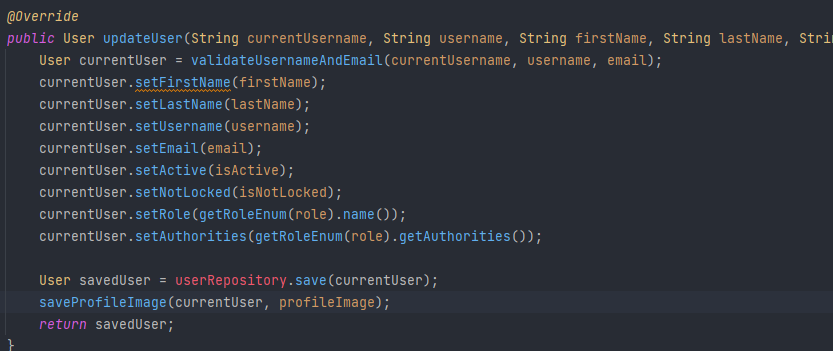 @Override
public User updateUser(String currentUsername, String username, String firstName, String lastName, Strin
User currentUser = validateUsernameAndEmail(currentUsername, username, email);
currentUser.setFirstName(firstName);
currentUser.setLastName(lastName);
currentUser.setUsername(username);
currentUser.setEmail(email);
currentUser.setActive(isActive);
currentUser.setNotLocked(isNotLocked);
currentUser.setRole(getRoleEnum(role).name());
currentUser.setAuthorities(getRoleEnum(role).getAuthorities());
User savedUser = userRepository.save(currentUser);
saveProfileImage(currentUser, profileImage);
return savedUser;
}